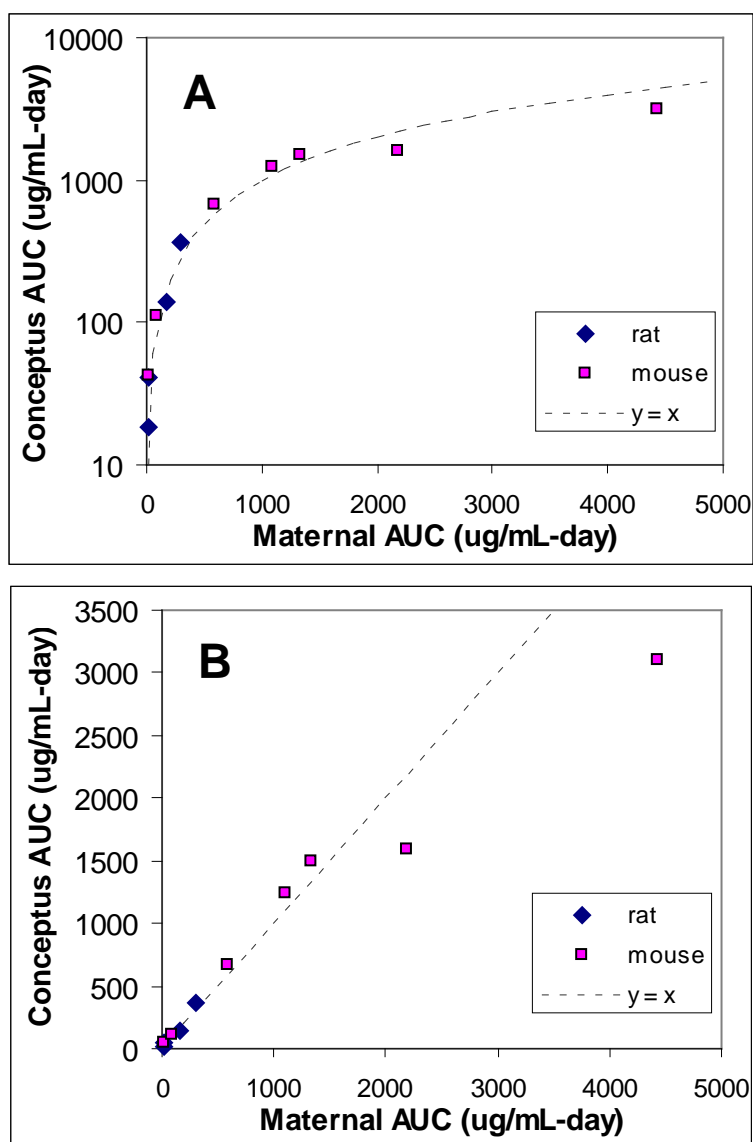 A
Conceptus AUC (ug/mL-day)
10000
1000
100
10
0 1000 2000 3000 4000 5000
Maternal AUC (ug/mL-day)
rat
mouse
y = x
B
Conceptus AUC (ug/mL-day)
3500
3000
2500
2000
1500
1000
500
0
0 1000 2000 3000 4000 5000
Maternal AUC (ug/mL-day)
rat
mouse
y = x